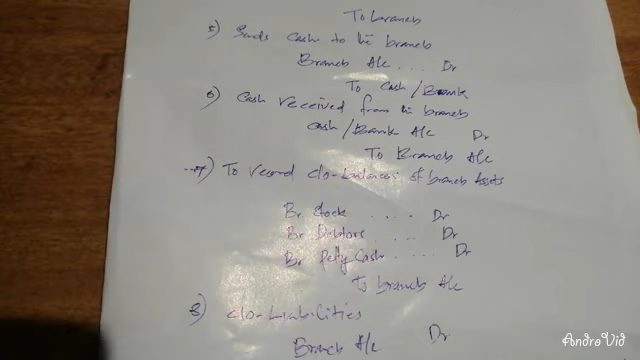 To branch
5) Sends cash to the branch
Branch A/c ... Dr
To Cash/Bank
6) Cash received from the branch
Cash/Bank A/c Dr
To Branch A/c
7) To record clo-balances of branch Assets
Br Stock .... Dr
Br Debtors ... Dr
Br Petty Cash .... Dr
To branch A/c
8) clo-Liabilities
Branch A/c Dr
AndroVid